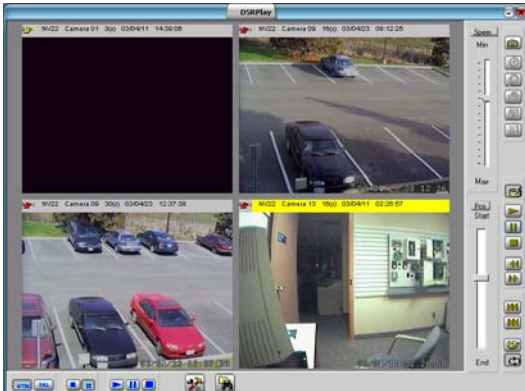 DSRPlay
NV22 Camera 01 3(s) 03/04/11 14:39:06
NV22 Camera 09 16(s) 03/04/23 08:12:25
Speed
Min
Max
NV22 Camera 09 30(s) 03/04/23 12:37:38
NV22 Camera 13 16(s) 03/04/11 02:26:57
Pos
Start
End
NTSC
PAL